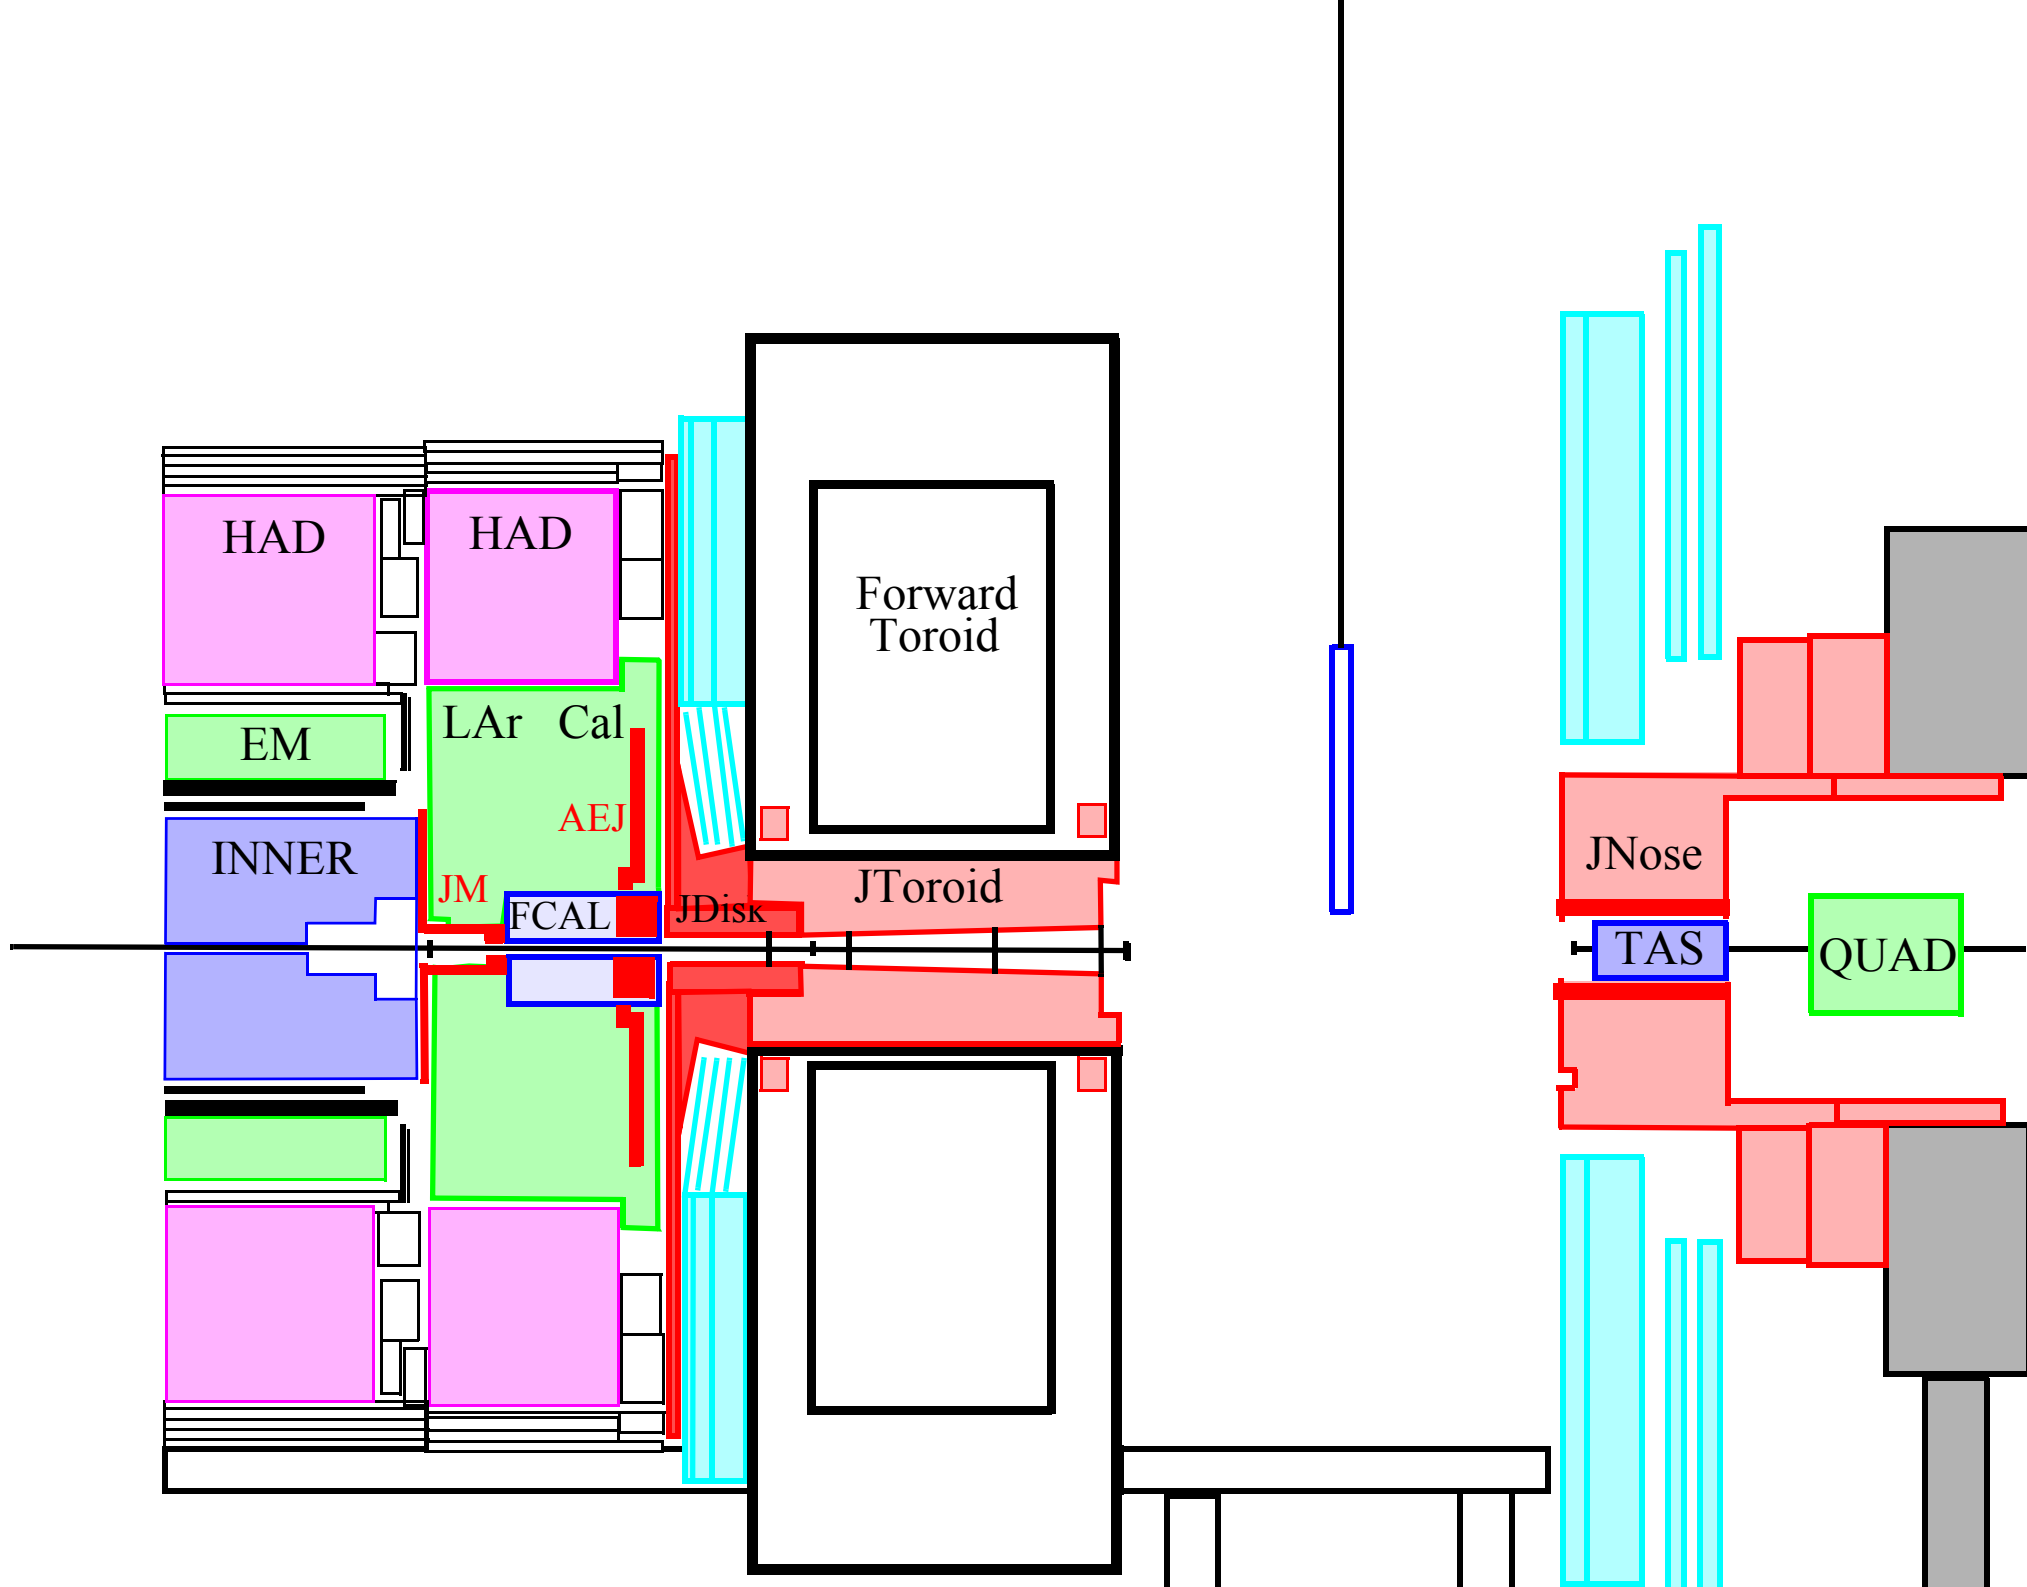 HAD
HAD
Forward
Toroid
LAr Cal
EM
AEJ
INNER
JM
FCAL
JDisk
JToroid
JNose
TAS
QUAD